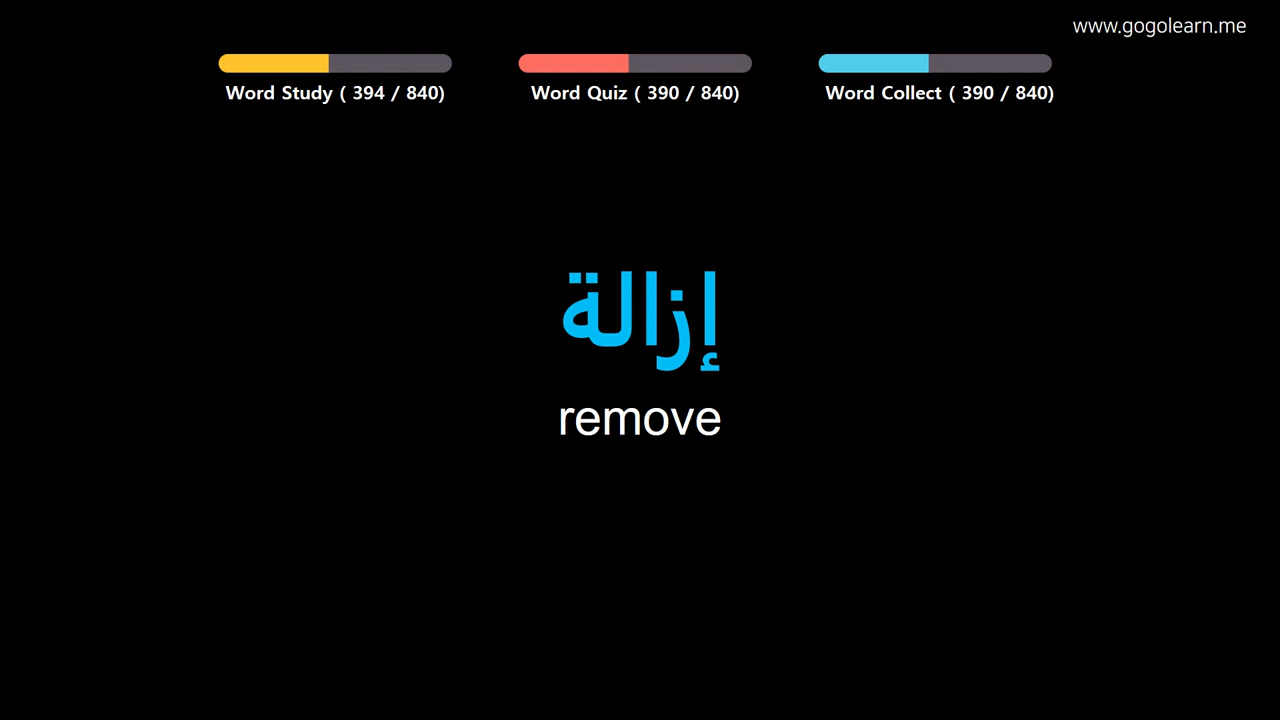 www.gogolearn.me
Word Study ( 394 / 840)
Word Quiz ( 390 / 840)
Word Collect ( 390 / 840)
إزالة
remove